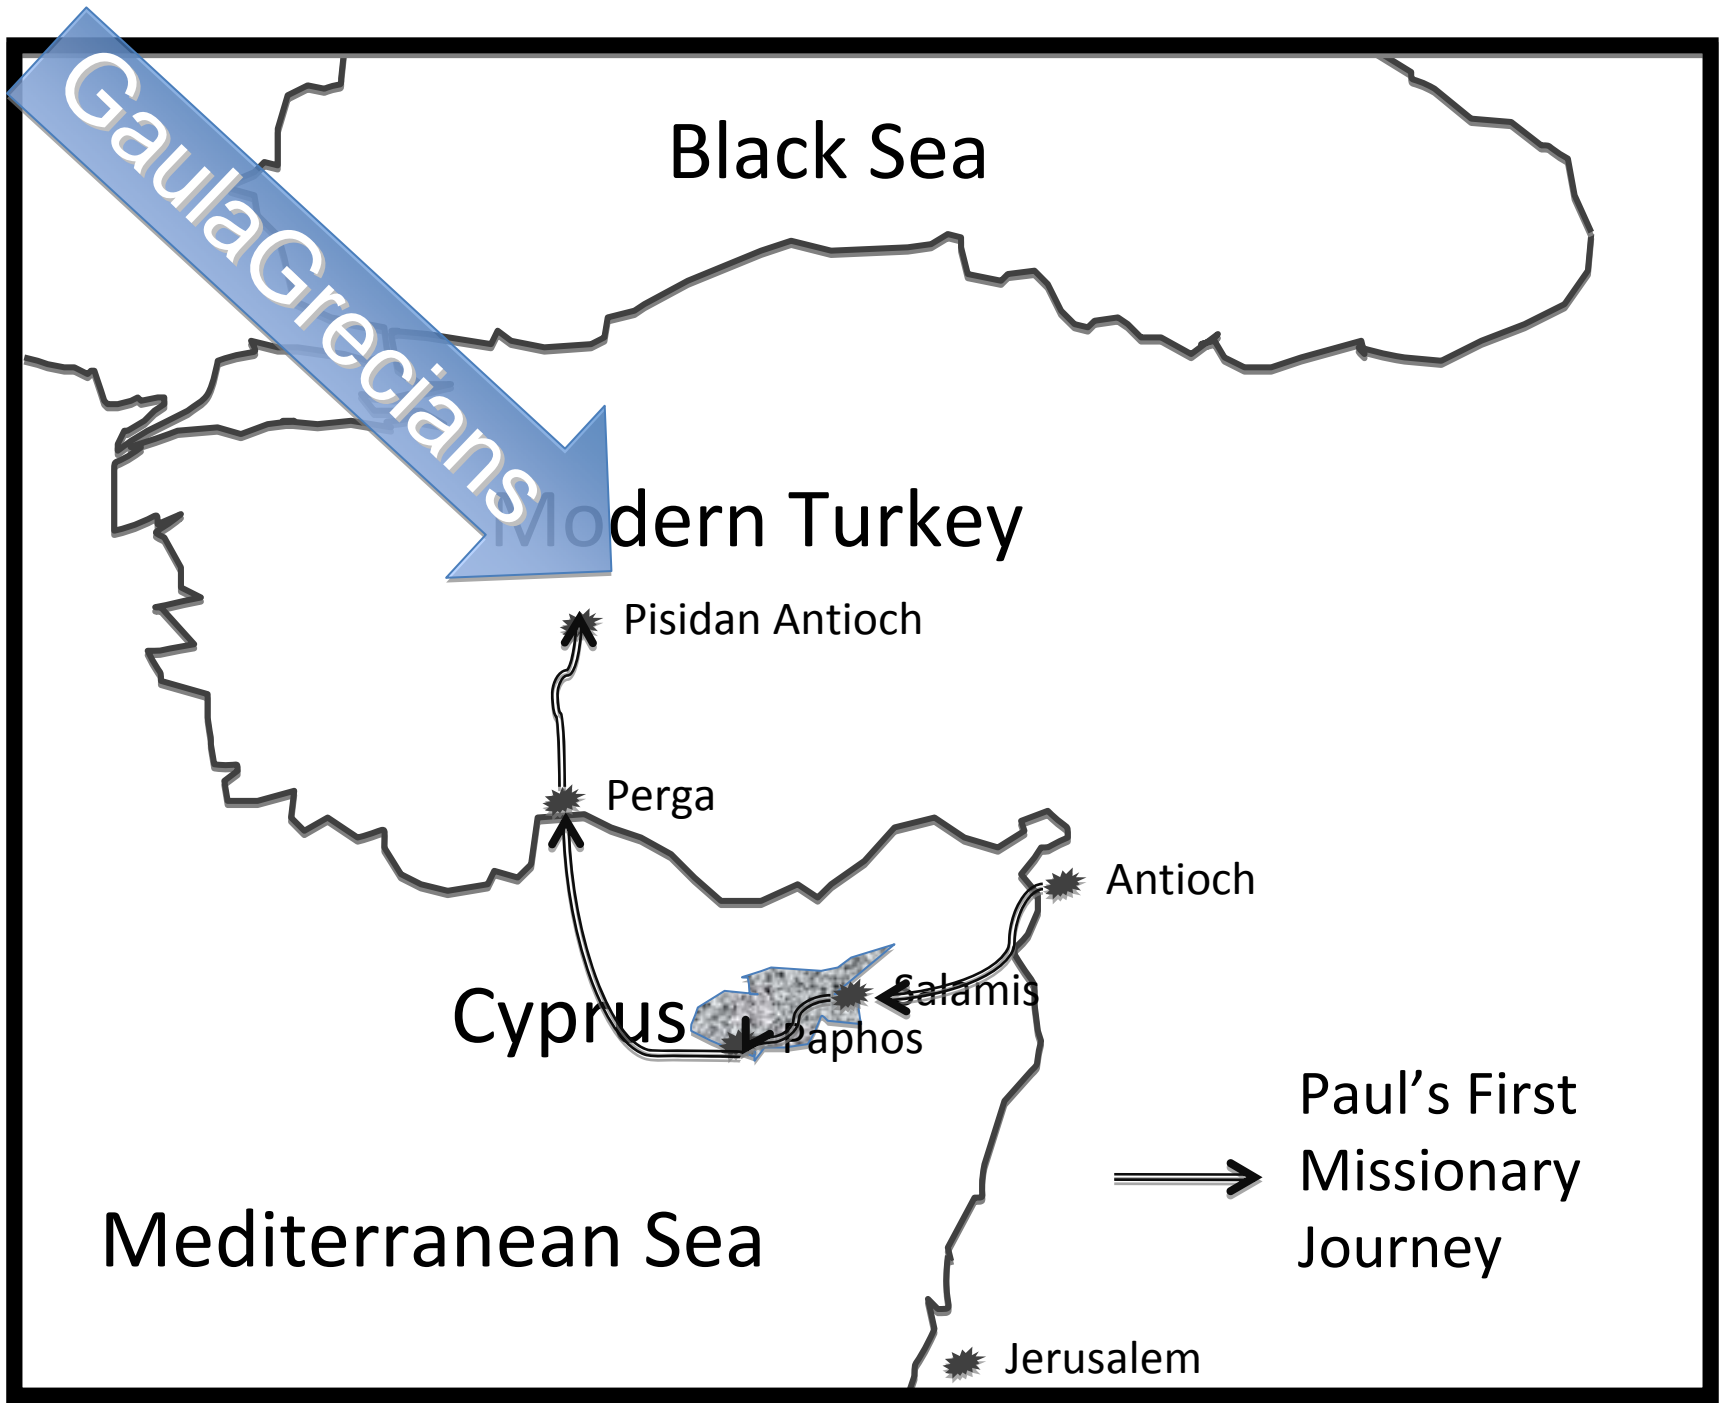 GaulaGrecians
Black Sea
Modern Turkey
Pisidan Antioch
Perga
Antioch
Salamis
Cyprus
Paphos
Paul’s First
Missionary
Journey
Mediterranean Sea
Jerusalem